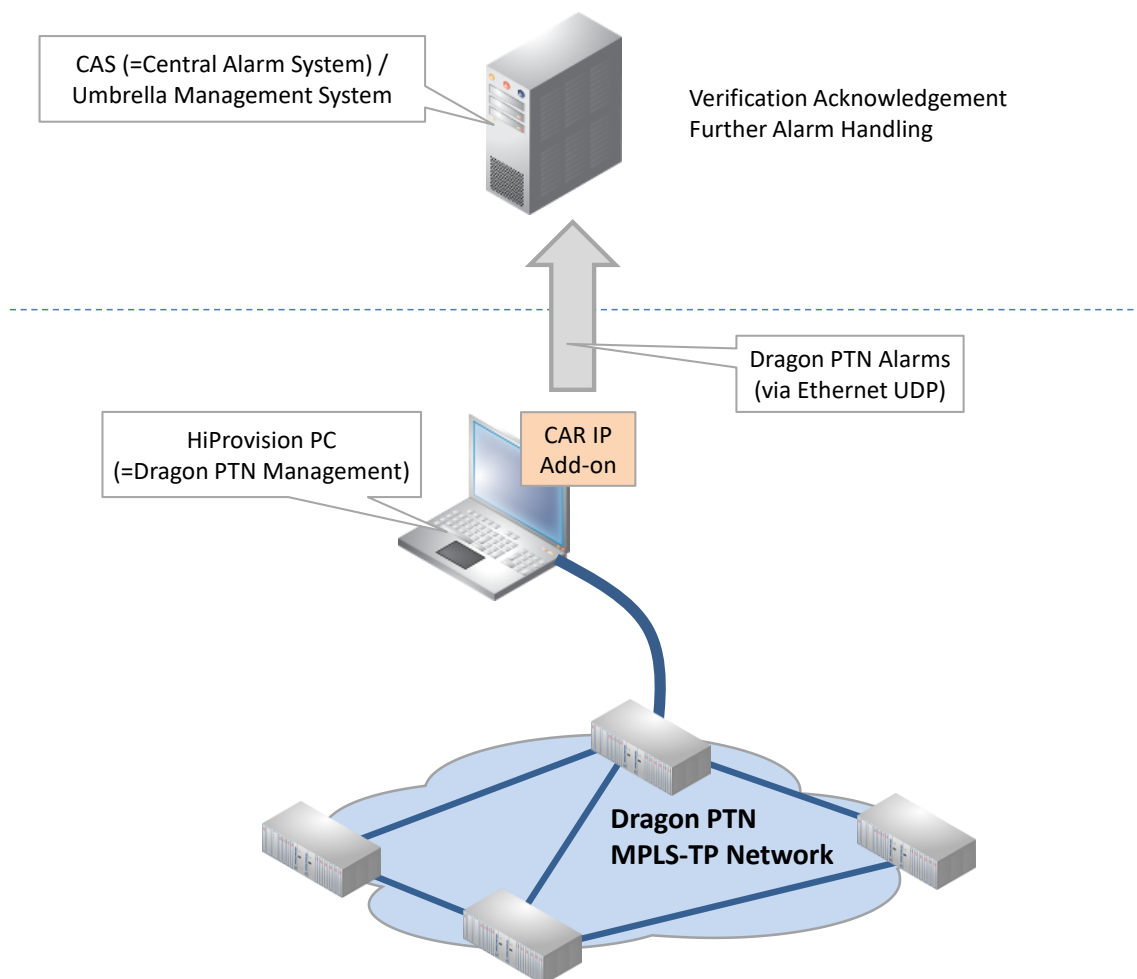 CAS (=Central Alarm System) /
Umbrella Management System
Verification Acknowledgement
Further Alarm Handling
Dragon PTN Alarms
(via Ethernet UDP)
HiProvision PC
(=Dragon PTN Management)
CAR IP
Add-on
Dragon PTN
MPLS-TP Network